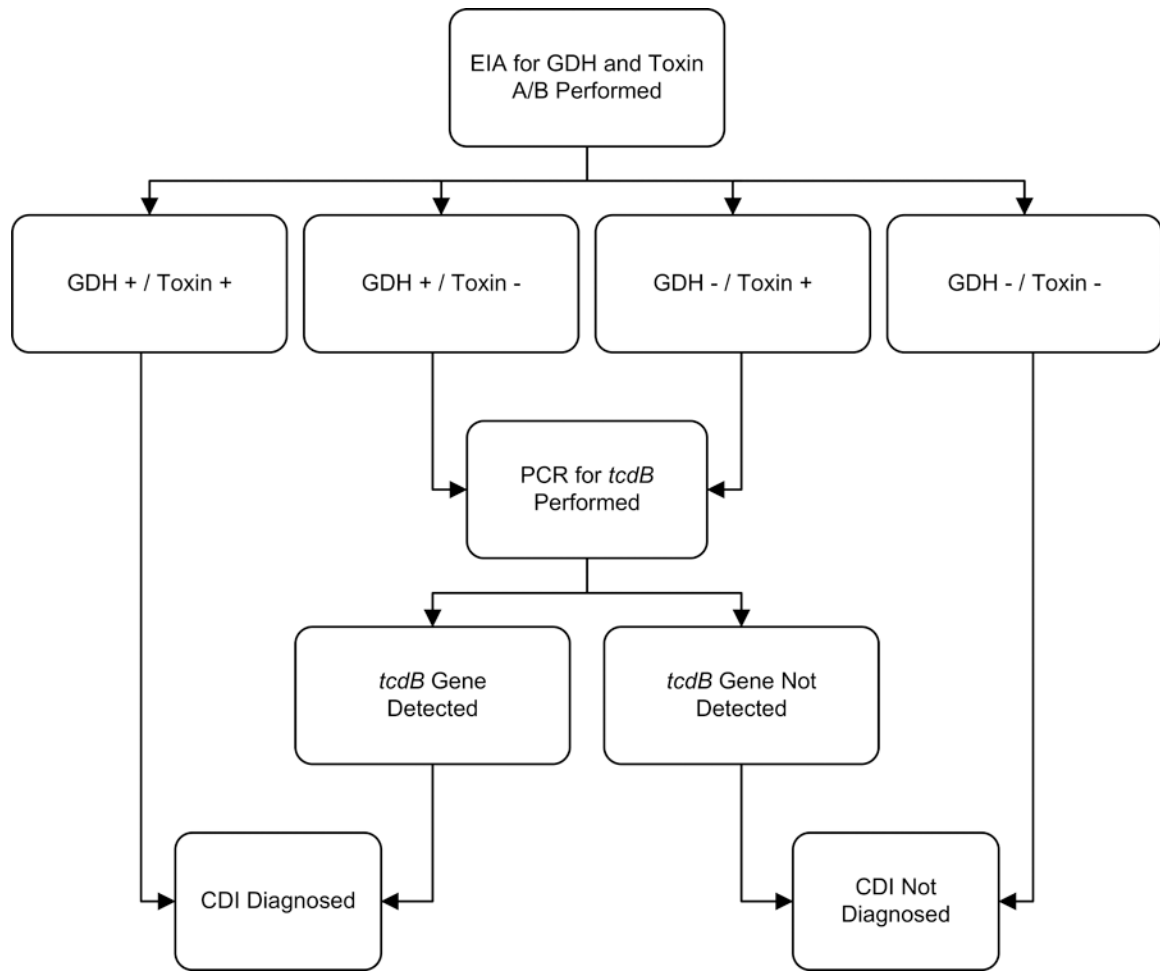 EIA for GDH and Toxin
A/B Performed
GDH + / Toxin +
GDH + / Toxin -
GDH - / Toxin +
GDH - / Toxin -
PCR for tcdB
Performed
tcdB Gene
Detected
tcdB Gene Not
Detected
CDI Diagnosed
CDI Not
Diagnosed